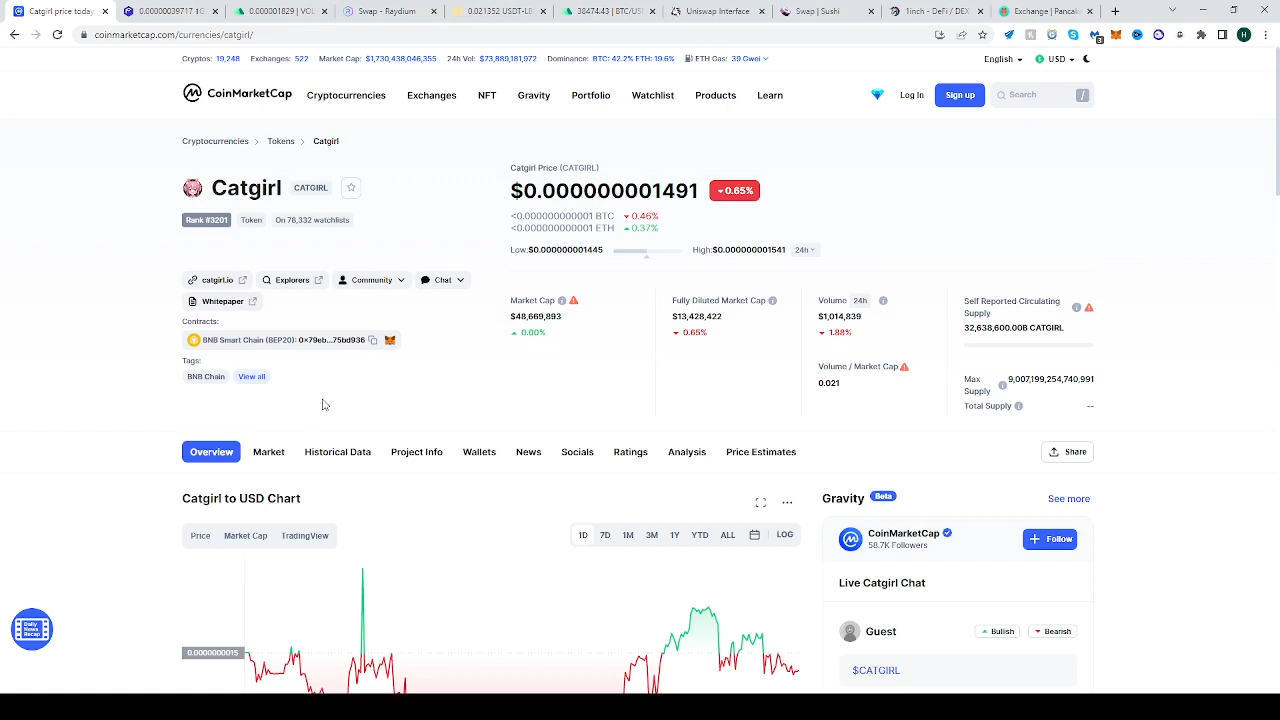 Catgirl price today
0.0000039717 1G
0.000001829 | VOL
Swap - Raydium
0.021352 USDT-LB
38474.43 | BTC/US
Uniswap Interface
Swap | Sushi
1inch - DeFi / DEX
Exchange | Pancak
coinmarketcap.com/currencies/catgirl/
3
H
Cryptos: 19,248 Exchanges: 522 Market Cap: $1,730,438,046,355 24h Vol: $73,889,181,972 Dominance: BTC: 42.2% ETH: 19.6% ETH Gas: 39 Gwei
English USD
CoinMarketCap Cryptocurrencies Exchanges NFT Gravity Portfolio Watchlist Products Learn Log In Sign up Search /
Cryptocurrencies > Tokens > Catgirl
Catgirl CATGIRL
Rank #3201 Token On 78,332 watchlists
catgirl.io Explorers Community Chat
Whitepaper
Contracts:
BNB Smart Chain (BEP20): 0x79eb...75bd936
Tags:
BNB Chain View all
Catgirl Price (CATGIRL)
$0.000000001491 0.65%
<0.000000000001 BTC 0.46%
<0.000000000001 ETH 0.37%
Low: $0.000000001445 High: $0.000000001541 24h
Market Cap
$48,669,893
0.00%
Fully Diluted Market Cap
$13,428,422
0.65%
Volume 24h
$1,014,839
1.88%
Volume / Market Cap
0.021
Self Reported Circulating
Supply
32,638,600.00B CATGIRL
Max
Supply
9,007,199,254,740,991
Total Supply --
Overview Market Historical Data Project Info Wallets News Socials Ratings Analysis Price Estimates Share
Catgirl to USD Chart
Price Market Cap TradingView
1D 7D 1M 3M 1Y YTD ALL LOG
0.0000000015
Gravity Beta See more
CoinMarketCap
58.7K Followers
Follow
Live Catgirl Chat
Guest Bullish Bearish
$CATGIRL
Daily
News
Recap